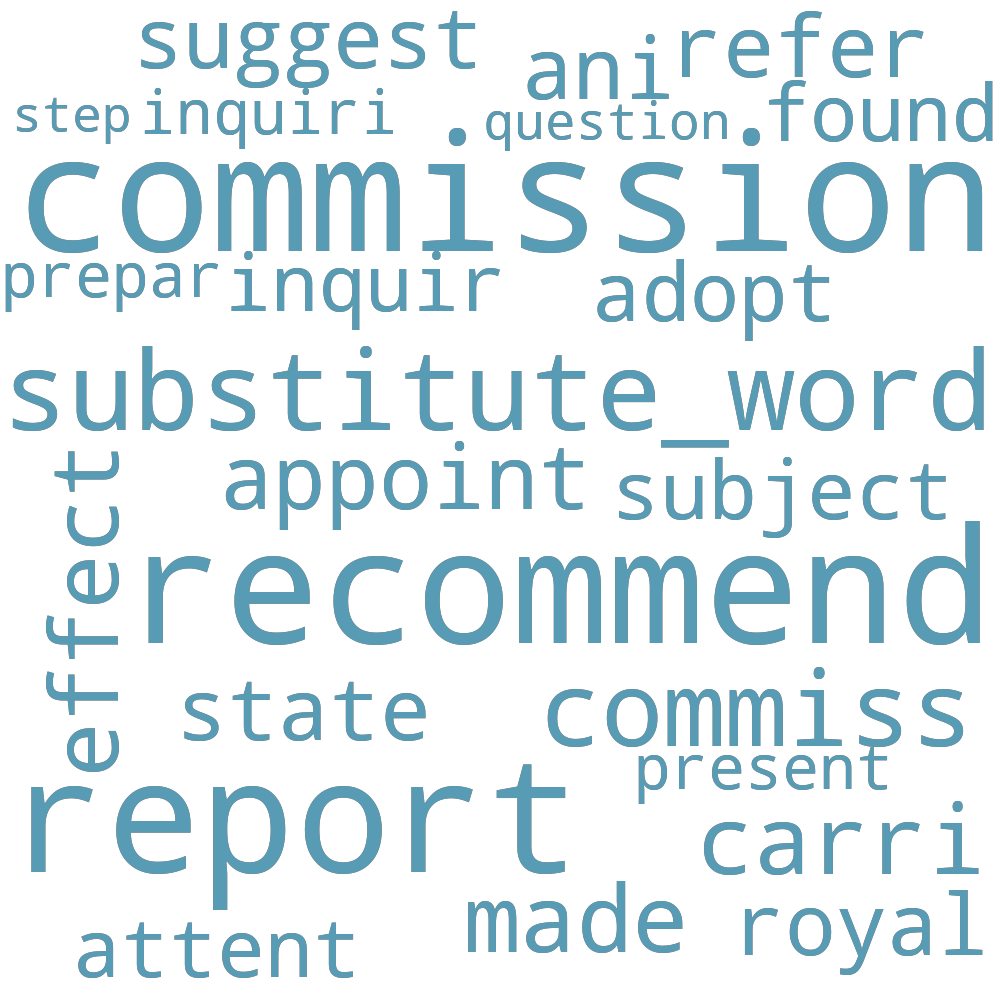 suggest
ani refer
step inquiri question found
commission
prepar inquir adopt
substitute_word
appoint subject
effect
recommend
state commiss
present
report carri
made royal
attent